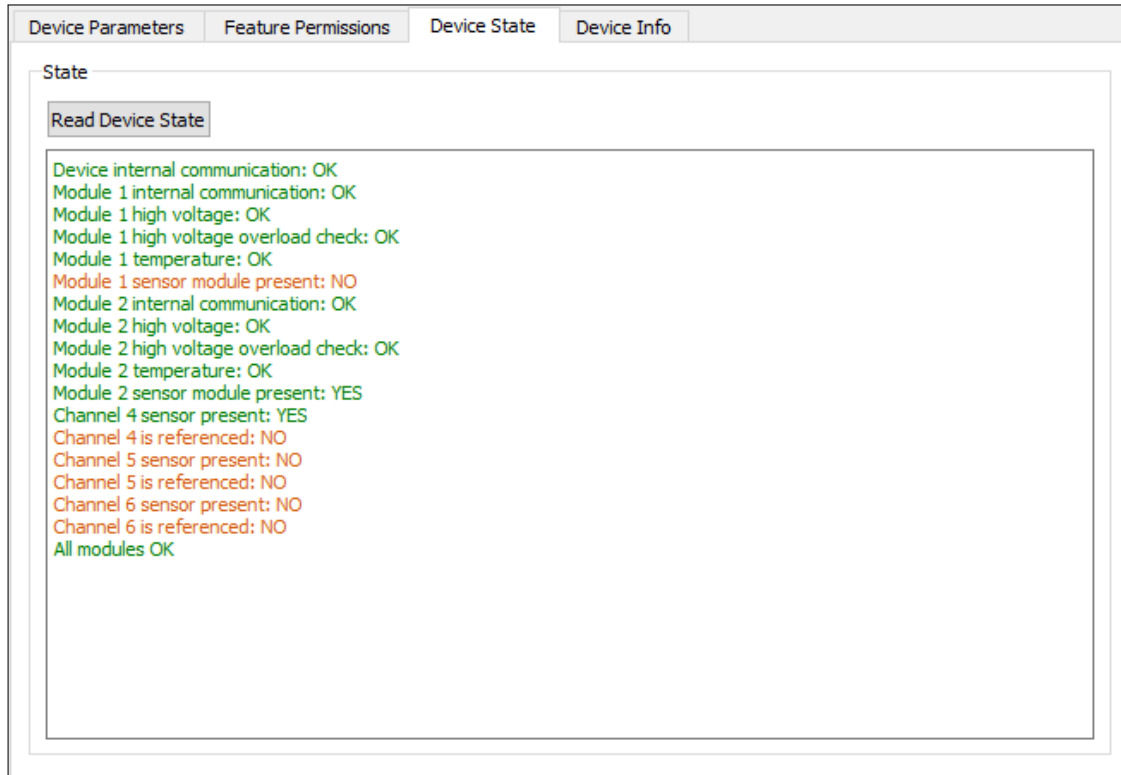 Device Parameters Feature Permissions Device State Device Info
State
Read Device State
Device internal communication: OK
Module 1 internal communication: OK
Module 1 high voltage: OK
Module 1 high voltage overload check: OK
Module 1 temperature: OK
Module 1 sensor module present: NO
Module 2 internal communication: OK
Module 2 high voltage: OK
Module 2 high voltage overload check: OK
Module 2 temperature: OK
Module 2 sensor module present: YES
Channel 4 sensor present: YES
Channel 4 is referenced: NO
Channel 5 sensor present: NO
Channel 5 is referenced: NO
Channel 6 sensor present: NO
Channel 6 is referenced: NO
All modules OK